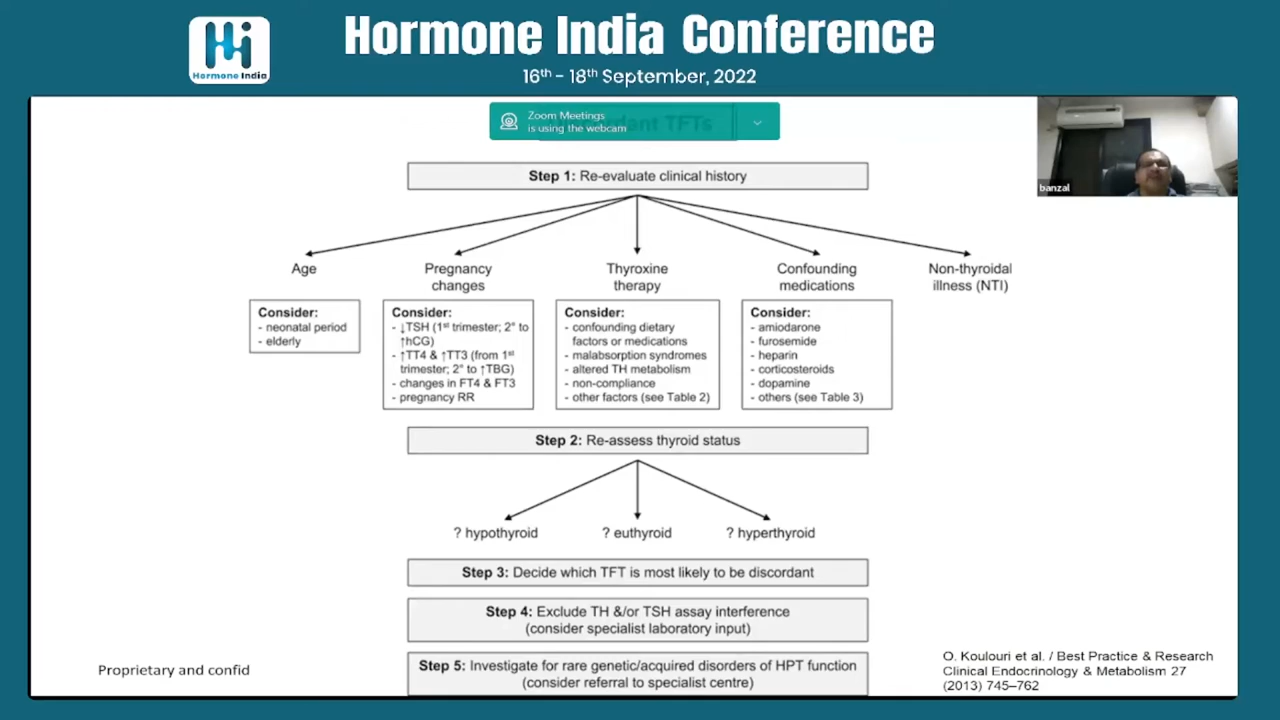 Hormone India Conference
16th - 18th September, 2022
Hi
Hormone India
Zoom Meetings
is using the webcam
TFTs
banzal
Step 1: Re-evaluate clinical history
Age
Pregnancy
changes
Thyroxine
therapy
Confounding
medications
Non-thyroidal
illness (NTI)
Consider:
- neonatal period
- elderly
Consider:
- ↓TSH (1st trimester; 2° to
↑hCG)
- ↑TT4 & ↑TT3 (from 1st
trimester; 2° to ↑TBG)
- changes in FT4 & FT3
- pregnancy RR
Consider:
- confounding dietary
factors or medications
- malabsorption syndromes
- altered TH metabolism
- non-compliance
- other factors (see Table 2)
Consider:
- amiodarone
- furosemide
- heparin
- corticosteroids
- dopamine
- others (see Table 3)
Step 2: Re-assess thyroid status
? hypothyroid
? euthyroid
? hyperthyroid
Step 3: Decide which TFT is most likely to be discordant
Step 4: Exclude TH &/or TSH assay interference
(consider specialist laboratory input)
Step 5: Investigate for rare genetic/acquired disorders of HPT function
(consider referral to specialist centre)
Proprietary and confid
O. Koulouri et al. / Best Practice & Research
Clinical Endocrinology & Metabolism 27
(2013) 745–762